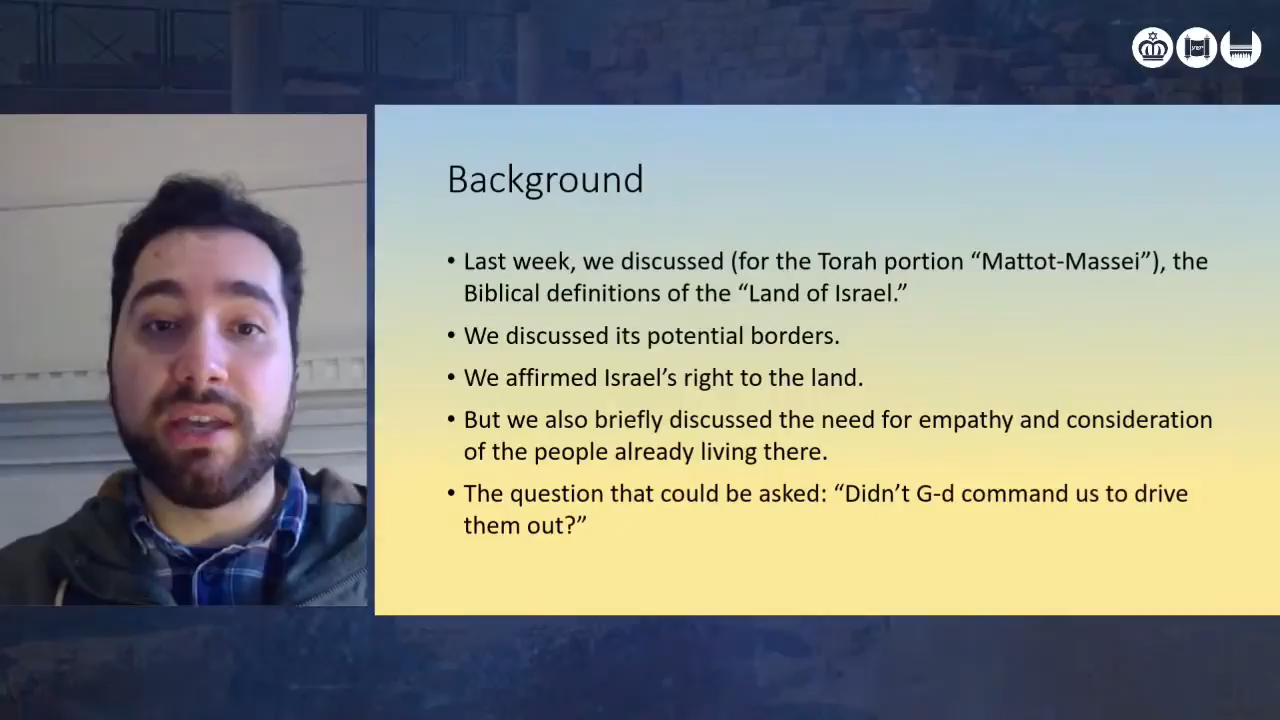 Background
• Last week, we discussed (for the Torah portion “Mattot-Massei”), the
Biblical definitions of the “Land of Israel.”
• We discussed its potential borders.
• We affirmed Israel’s right to the land.
• But we also briefly discussed the need for empathy and consideration
of the people already living there.
• The question that could be asked: “Didn’t G-d command us to drive
them out?”